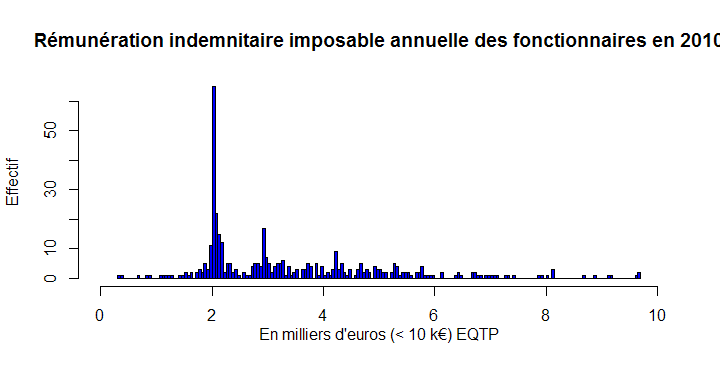 Rémunération indemnitaire imposable annuelle des fonctionnaires en 2010
Effectif
50
30
10
0
0 2 4 6 8 10
En milliers d'euros (< 10 k€) EQTP